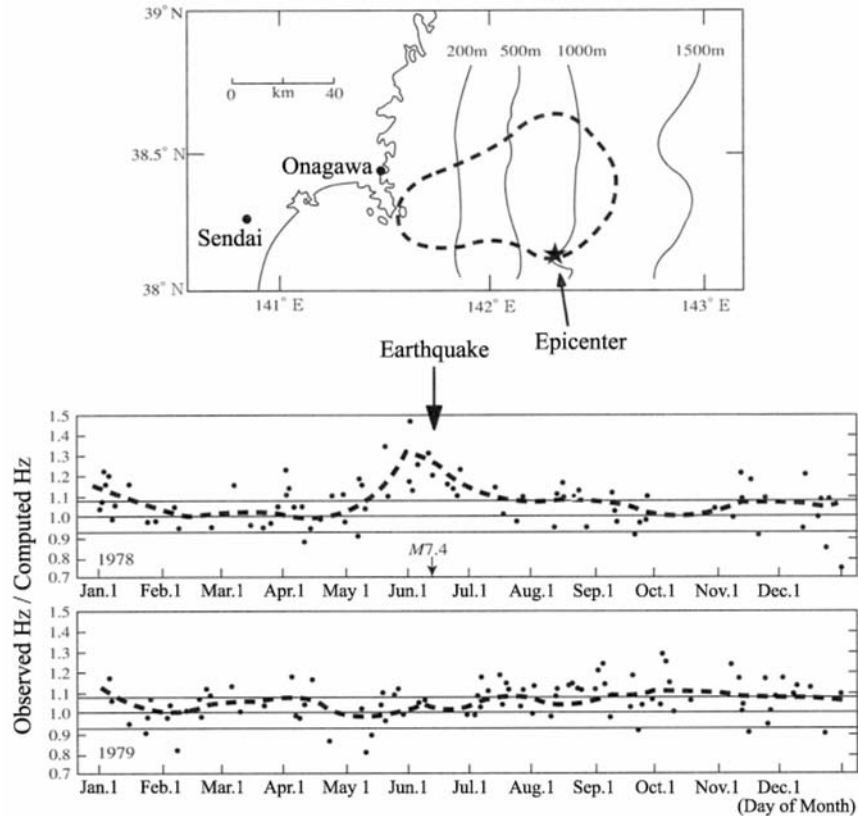 39° N
200m 500m 1000m 1500m
0 km 40
38.5° N
Onagawa
Sendai
38° N
141° E 142° E 143° E
Earthquake
Epicenter
Observed Hz / Computed Hz
1.5
1.4
1.3
1.2
1.1
1.0
0.9
0.8
0.7
1978
M7.4
Jan.1 Feb.1 Mar.1 Apr.1 May 1 Jun.1 Jul.1 Aug.1 Sep.1 Oct.1 Nov.1 Dec.1
1.5
1.4
1.3
1.2
1.1
1.0
0.9
0.8
0.7
1979
Jan.1 Feb.1 Mar.1 Apr.1 May 1 Jun.1 Jul.1 Aug.1 Sep.1 Oct.1 Nov.1 Dec.1
(Day of Month)